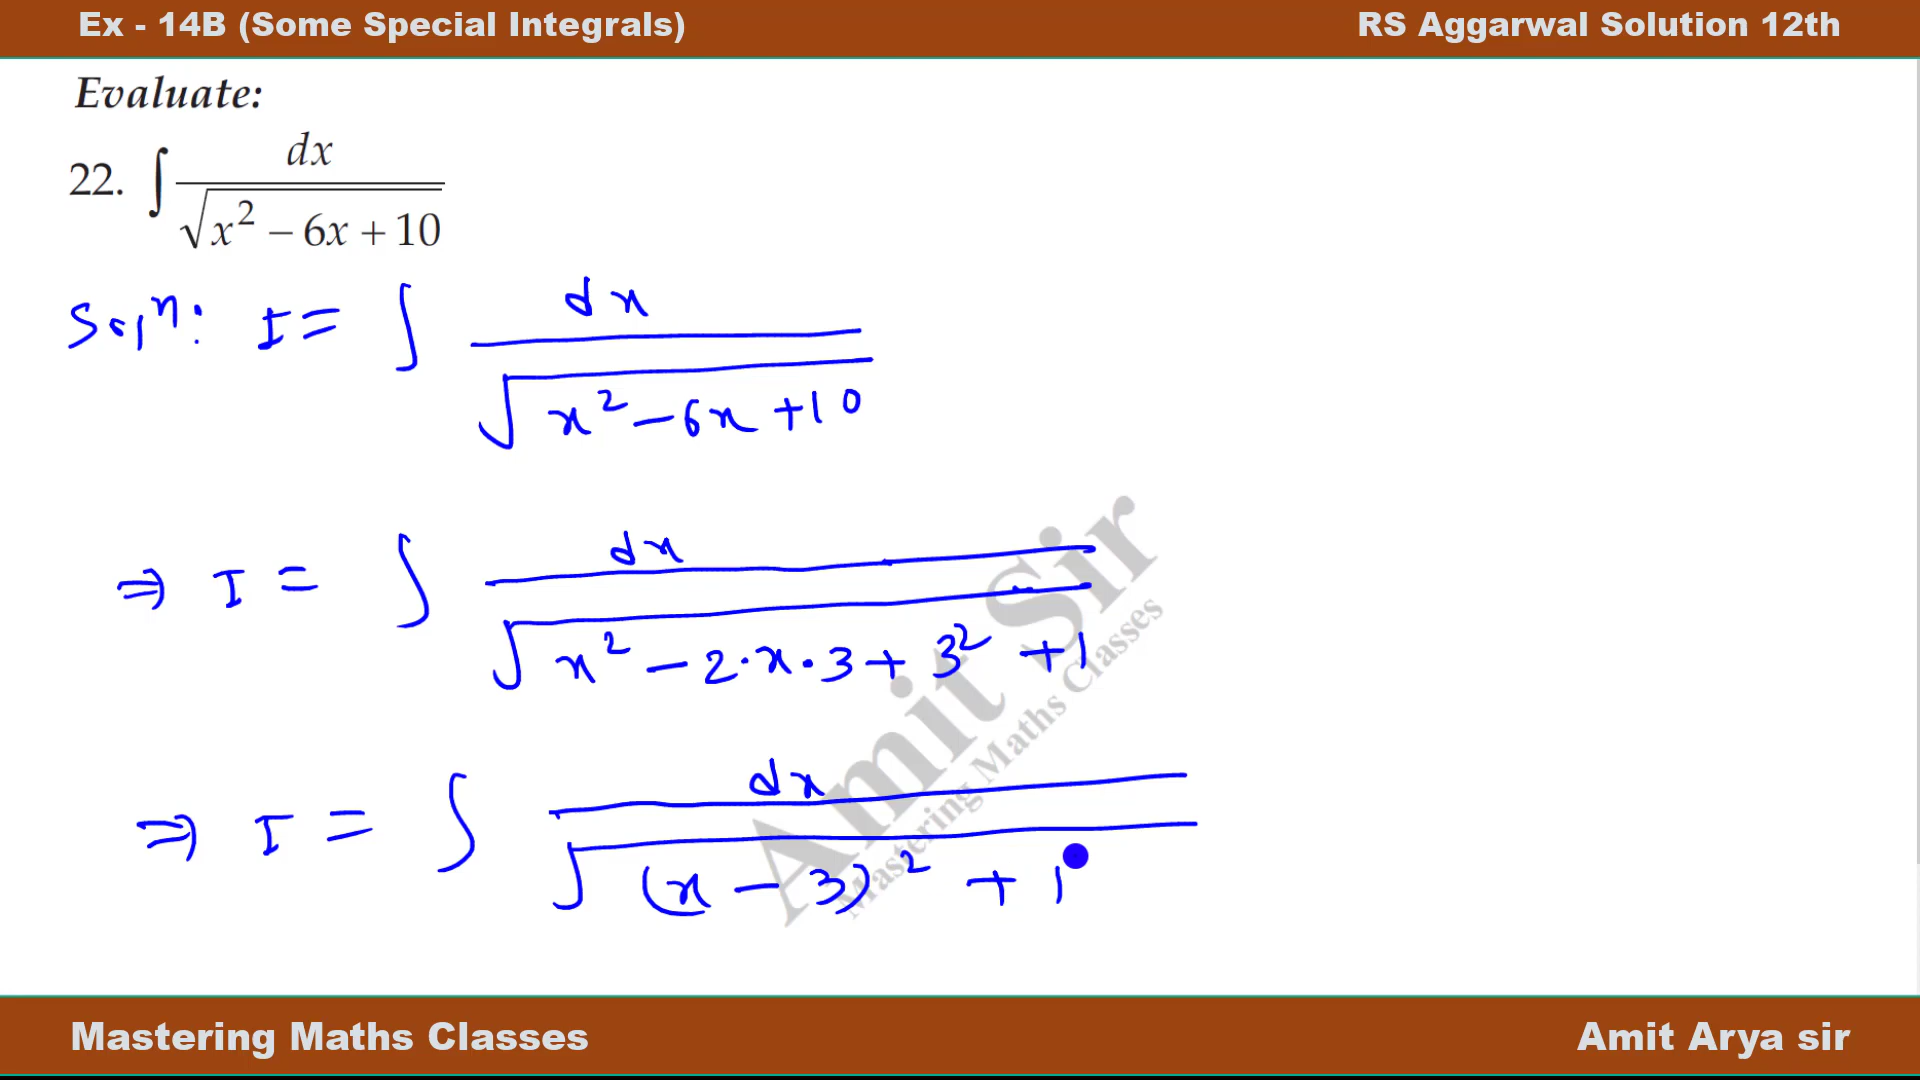 Ex - 14B (Some Special Integrals)
RS Aggarwal Solution 12th
Evaluate:
22. ∫ dx / √(x² − 6x + 10)
Solⁿ: I = ∫ dx / √(x² − 6x + 10)
⇒ I = ∫ dx / √(x² − 2·x·3 + 3² + 1)
⇒ I = ∫ dx / √((x − 3)² + 1
Amit Sir
Mastering Maths Classes
Mastering Maths Classes
Amit Arya sir